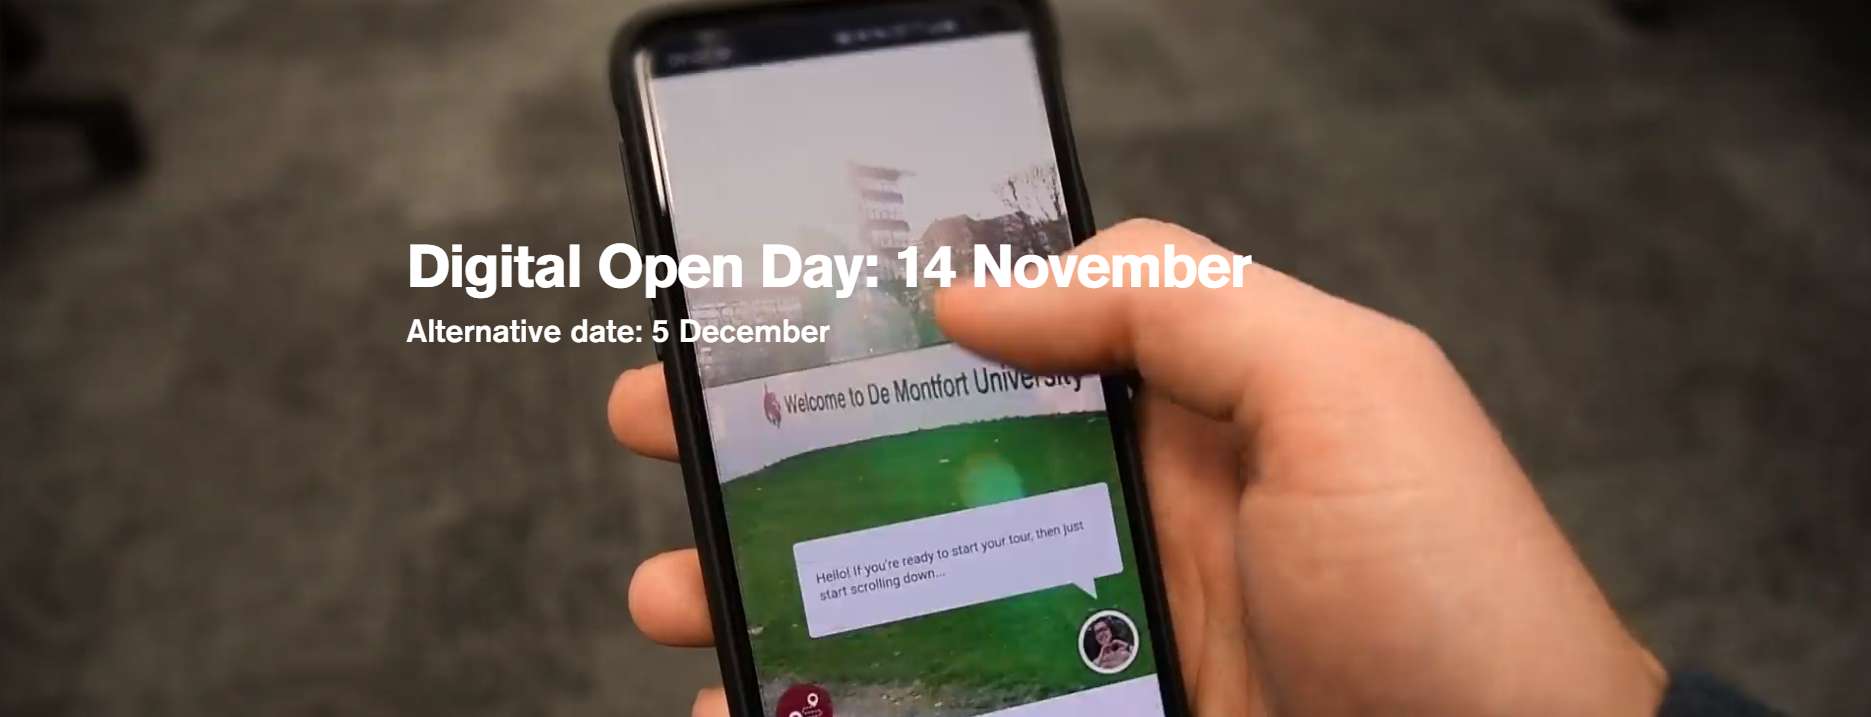 Digital Open Day: 14 November
Alternative date: 5 December
Welcome to De Montfort University
Hello! If you're ready to start your tour, then just
start scrolling down...